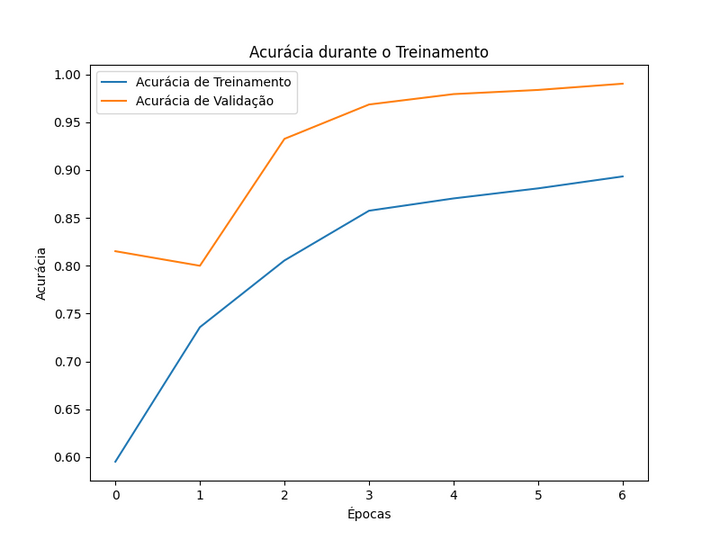 Acurácia durante o Treinamento
Acurácia de Treinamento
Acurácia de Validação
1.00
0.95
0.90
0.85
0.80
0.75
0.70
0.65
0.60
Acurácia
0 1 2 3 4 5 6
Épocas